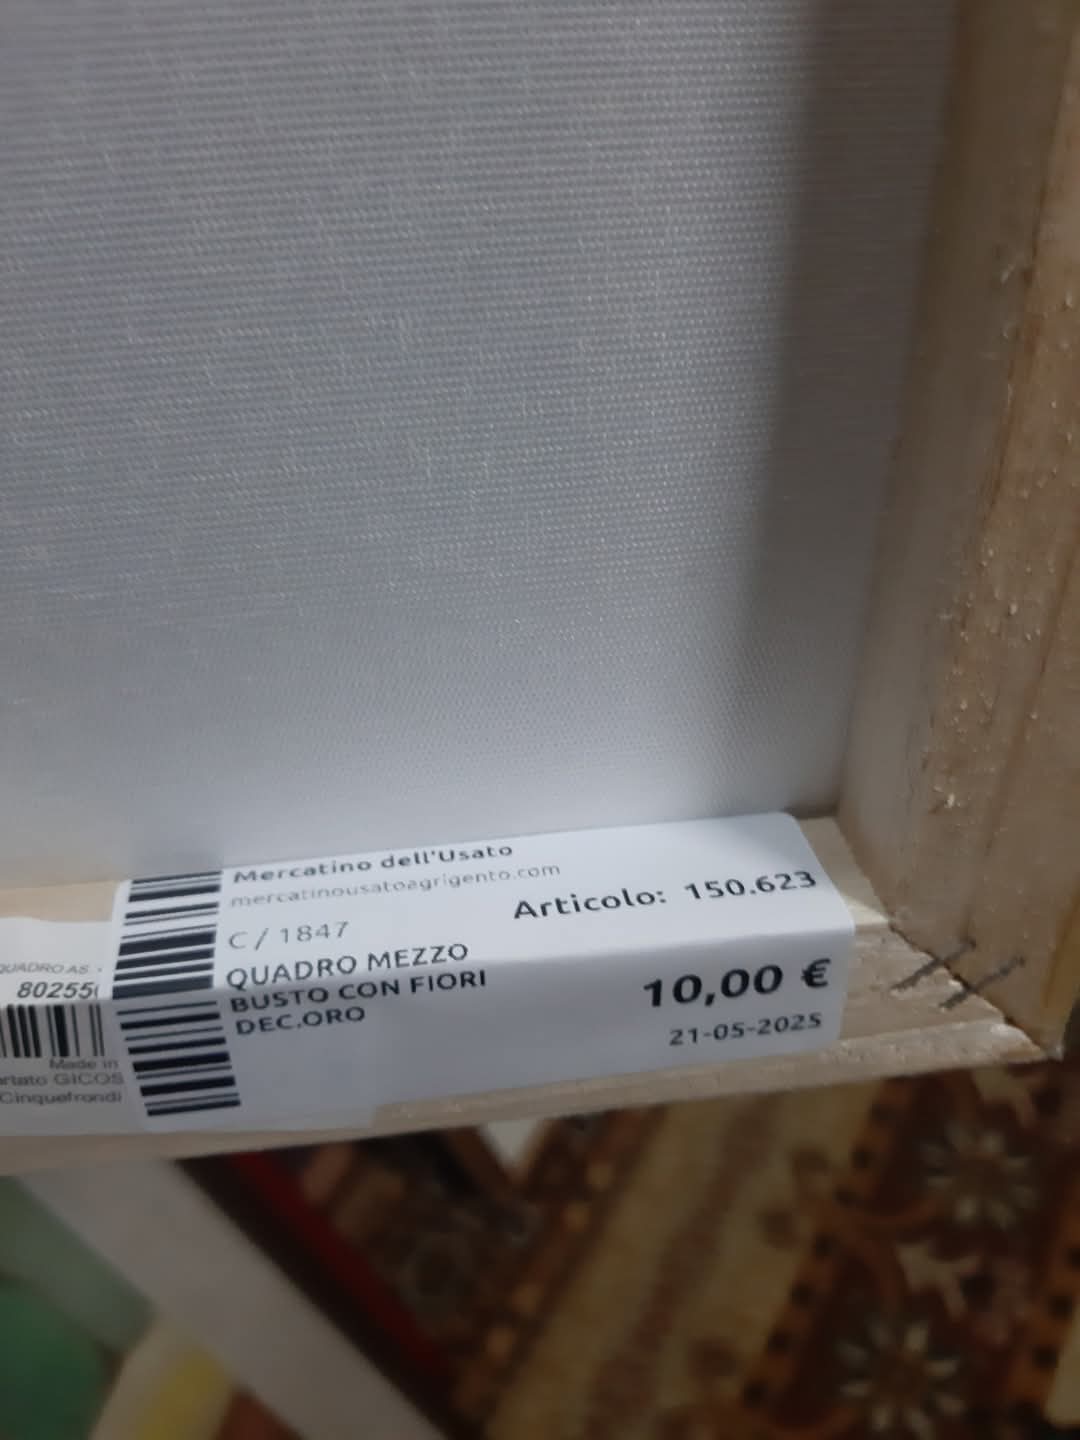 Mercatino dell'Usato
mercatinousatoagrigento.com
Articolo: 150.623
C / 1847
QUADRO MEZZO
BUSTO CON FIORI
DEC.ORO
10,00 €
21-05-2025
QUADRO AS.
80255
Made in
GICOS
Cinquefrondi